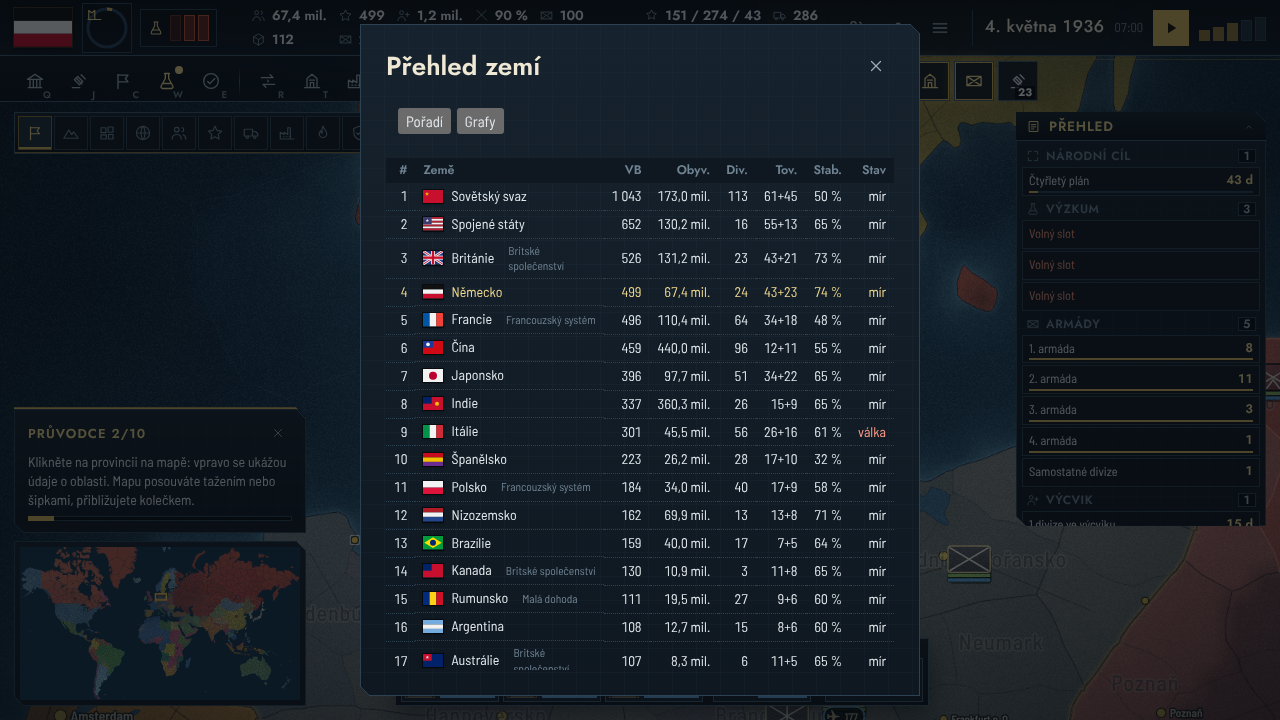 67,4 mil. 499 1,2 mil. 90 % 100 151 / 274 / 43 286
112
4. května 1936 07:00
Q J C W E R T
23
Přehled zemí
Pořadí Grafy
# Země VB Obyv. Div. Tov. Stab. Stav
1 Sovětský svaz 1 043 173,0 mil. 113 61+45 50 % mír
2 Spojené státy 652 130,2 mil. 16 55+13 65 % mír
3 Británie Britské společenství 526 131,2 mil. 23 43+21 73 % mír
4 Německo 499 67,4 mil. 24 43+23 74 % mír
5 Francie Francouzský systém 496 110,4 mil. 64 34+18 48 % mír
6 Čína 459 440,0 mil. 96 12+11 55 % mír
7 Japonsko 396 97,7 mil. 51 34+22 65 % mír
8 Indie 337 360,3 mil. 26 15+9 65 % mír
9 Itálie 301 45,5 mil. 56 26+16 61 % válka
10 Španělsko 223 26,2 mil. 28 17+10 32 % mír
11 Polsko Francouzský systém 184 34,0 mil. 40 17+9 58 % mír
12 Nizozemsko 162 69,9 mil. 13 13+8 71 % mír
13 Brazílie 159 40,0 mil. 17 7+5 64 % mír
14 Kanada Britské společenství 130 10,9 mil. 3 11+8 65 % mír
15 Rumunsko Malá dohoda 111 19,5 mil. 27 9+6 60 % mír
16 Argentina 108 12,7 mil. 15 8+6 60 % mír
17 Austrálie Britské společenství 107 8,3 mil. 6 11+5 65 % mír
PŘEHLED
NÁRODNÍ CÍL 1
Čtyřletý plán 43 d
VÝZKUM 3
Volný slot
Volný slot
Volný slot
ARMÁDY 5
1. armáda 8
2. armáda 11
3. armáda 3
4. armáda 1
Samostatné divize 1
VÝCVIK 1
1 divize ve výcviku 15 d
PRŮVODCE 2/10
Klikněte na provincii na mapě: vpravo se ukážou
údaje o oblasti. Mapu posouváte tažením nebo
šipkami, přibližujete kolečkem.
Neumark
Poznaň
Poznaň
Amsterdam
177